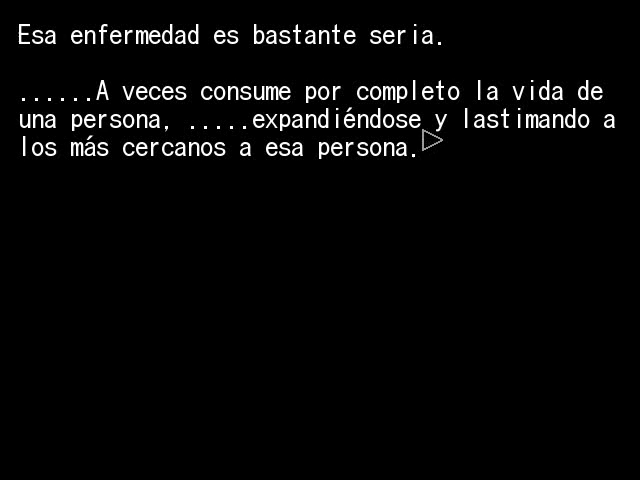 Esa enfermedad es bastante seria.
......A veces consume por completo la vida de
una persona, .....expandiéndose y lastimando a
los más cercanos a esa persona.